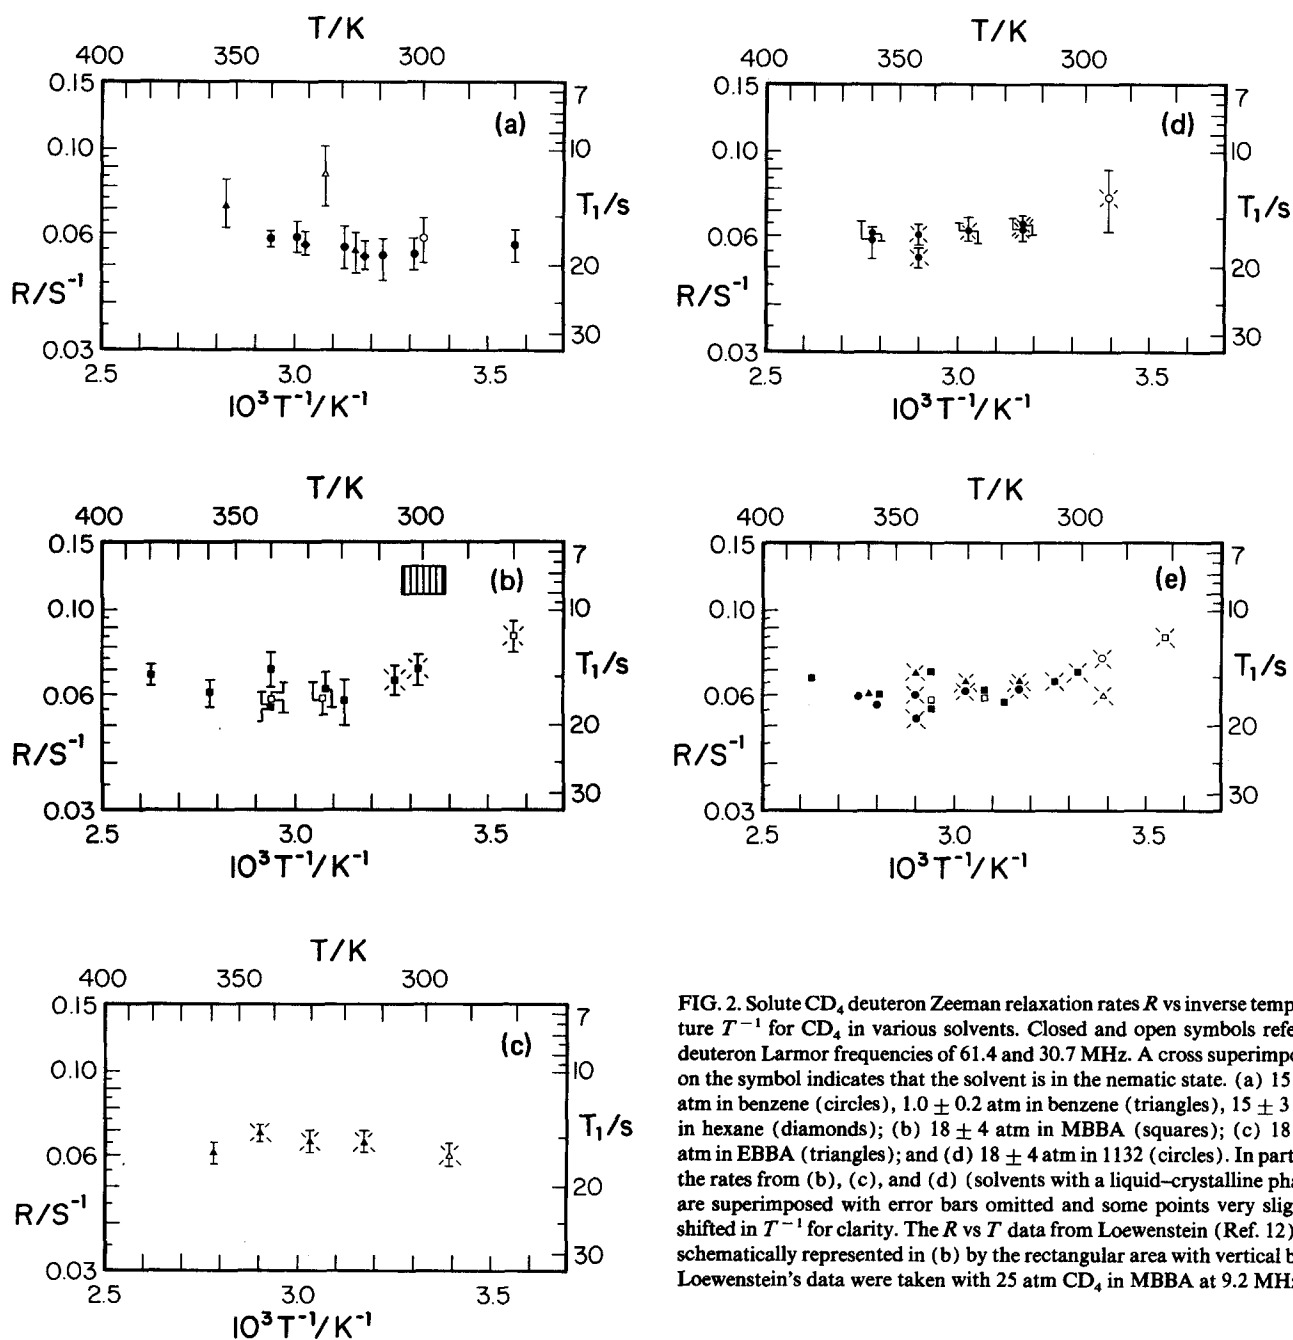 T/K
400 350 300
0.15
0.10
0.06
0.03
R/S⁻¹
(a)
7
10
20
30
T₁/s
2.5 3.0 3.5
10³T⁻¹/K⁻¹
T/K
400 350 300
0.15
0.10
0.06
0.03
R/S⁻¹
(d)
7
10
20
30
T₁/s
2.5 3.0 3.5
10³T⁻¹/K⁻¹
T/K
400 350 300
0.15
0.10
0.06
0.03
R/S⁻¹
(b)
7
10
20
30
T₁/s
2.5 3.0 3.5
10³T⁻¹/K⁻¹
T/K
400 350 300
0.15
0.10
0.06
0.03
R/S⁻¹
(e)
7
10
20
30
T₁/s
2.5 3.0 3.5
10³T⁻¹/K⁻¹
T/K
400 350 300
0.15
0.10
0.06
0.03
R/S⁻¹
(c)
7
10
20
30
T₁/s
2.5 3.0 3.5
10³T⁻¹/K⁻¹
FIG. 2. Solute CD₄ deuteron Zeeman relaxation rates R vs inverse temp
ture T⁻¹ for CD₄ in various solvents. Closed and open symbols refe
deuteron Larmor frequencies of 61.4 and 30.7 MHz. A cross superimpo
on the symbol indicates that the solvent is in the nematic state. (a) 15
atm in benzene (circles), 1.0 ± 0.2 atm in benzene (triangles), 15 ± 3
in hexane (diamonds); (b) 18 ± 4 atm in MBBA (squares); (c) 18
atm in EBBA (triangles); and (d) 18 ± 4 atm in 1132 (circles). In part
the rates from (b), (c), and (d) (solvents with a liquid–crystalline pha
are superimposed with error bars omitted and some points very slig
shifted in T⁻¹ for clarity. The R vs T data from Loewenstein (Ref. 12)
schematically represented in (b) by the rectangular area with vertical b
Loewenstein's data were taken with 25 atm CD₄ in MBBA at 9.2 MH